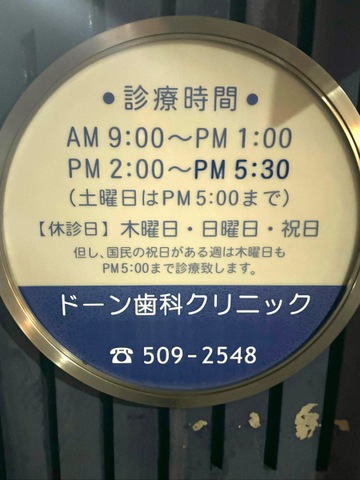 ●診療時間●
AM 9:00〜PM 1:00
PM 2:00〜PM 5:30
（土曜日はPM 5:00まで）
【休診日】木曜日・日曜日・祝日
但し、国民の祝日がある週は木曜日も
PM 5:00まで診療致します。
ドーン歯科クリニック
☎ 509-2548